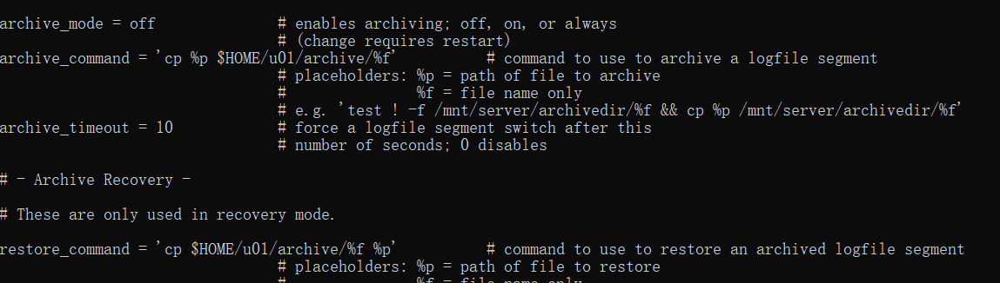 archive_mode = off # enables archiving; off, on, or always
# (change requires restart)
archive_command = 'cp %p $HOME/u01/archive/%f' # command to use to archive a logfile segment
# placeholders: %p = path of file to archive
# %f = file name only
# e.g. 'test ! -f /mnt/server/archivedir/%f && cp %p /mnt/server/archivedir/%f'
archive_timeout = 10 # force a logfile segment switch after this
# number of seconds; 0 disables
# - Archive Recovery -
# These are only used in recovery mode.
restore_command = 'cp $HOME/u01/archive/%f %p' # command to use to restore an archived logfile segment
# placeholders: %p = path of file to restore
# %f = file name only